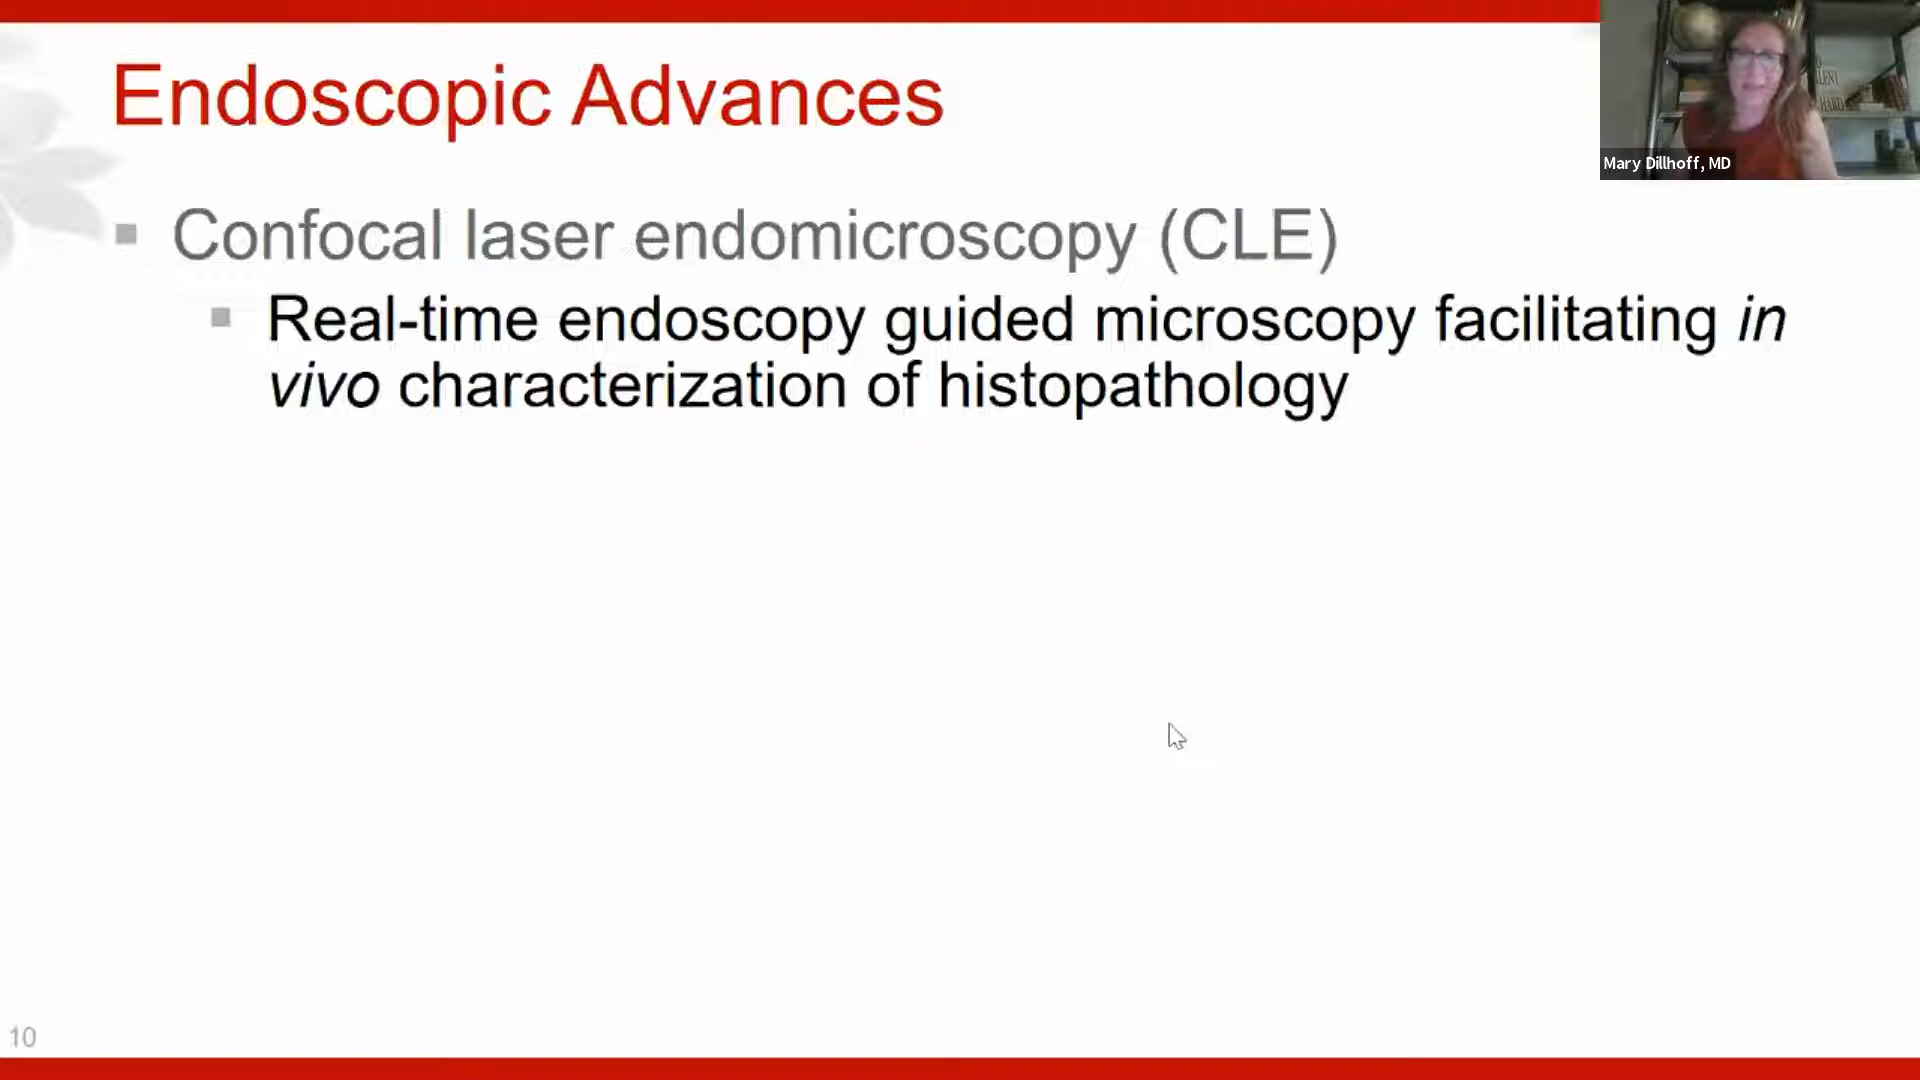 Endoscopic Advances
Mary Dillhoff, MD
Confocal laser endomicroscopy (CLE)
Real-time endoscopy guided microscopy facilitating in
vivo characterization of histopathology
10